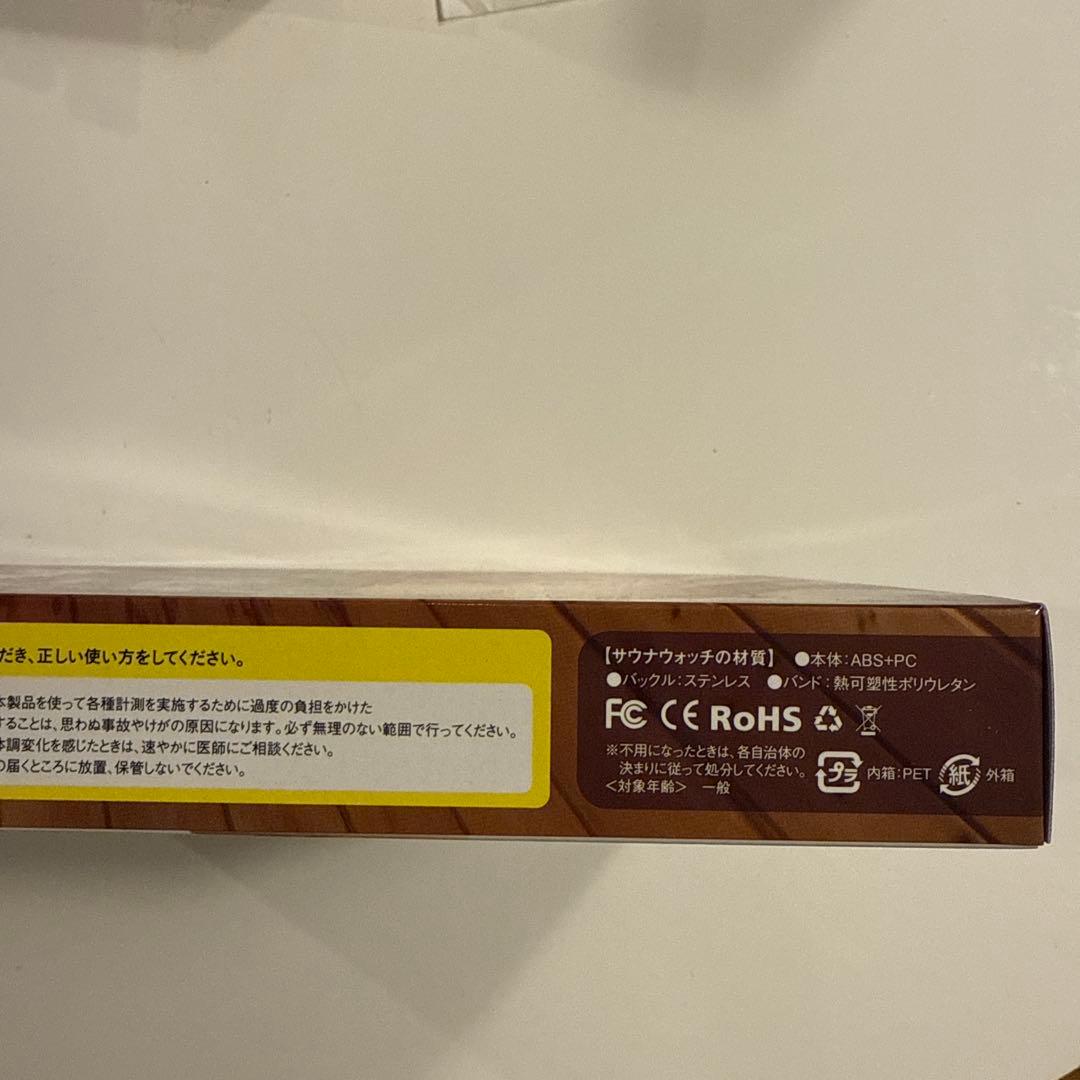 だき、正しい使い方をしてください。
本製品を使って各種計測を実施するために過度の負担をかけた
することは、思わぬ事故やけがの原因になります。必ず無理のない範囲で行ってください。
体調変化を感じたときは、速やかに医師にご相談ください。
の届くところに放置、保管しないでください。
【サウナウォッチの材質】 ●本体:ABS+PC
●バックル:ステンレス ●バンド:熱可塑性ポリウレタン
FC CE RoHS
※不用になったときは、各自治体の
決まりに従って処分してください。
<対象年齢> 一般
プラ 内箱:PET 紙 外箱